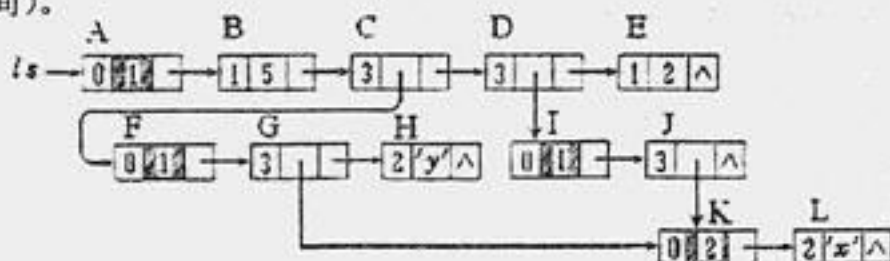 间)。
A B C D E
ls 0 1 1 5 3 3 1 2 ∧
F G H I J
0 1 3 2 'y' ∧ 0 1 3 ∧
K L
0 2 2 'x' ∧